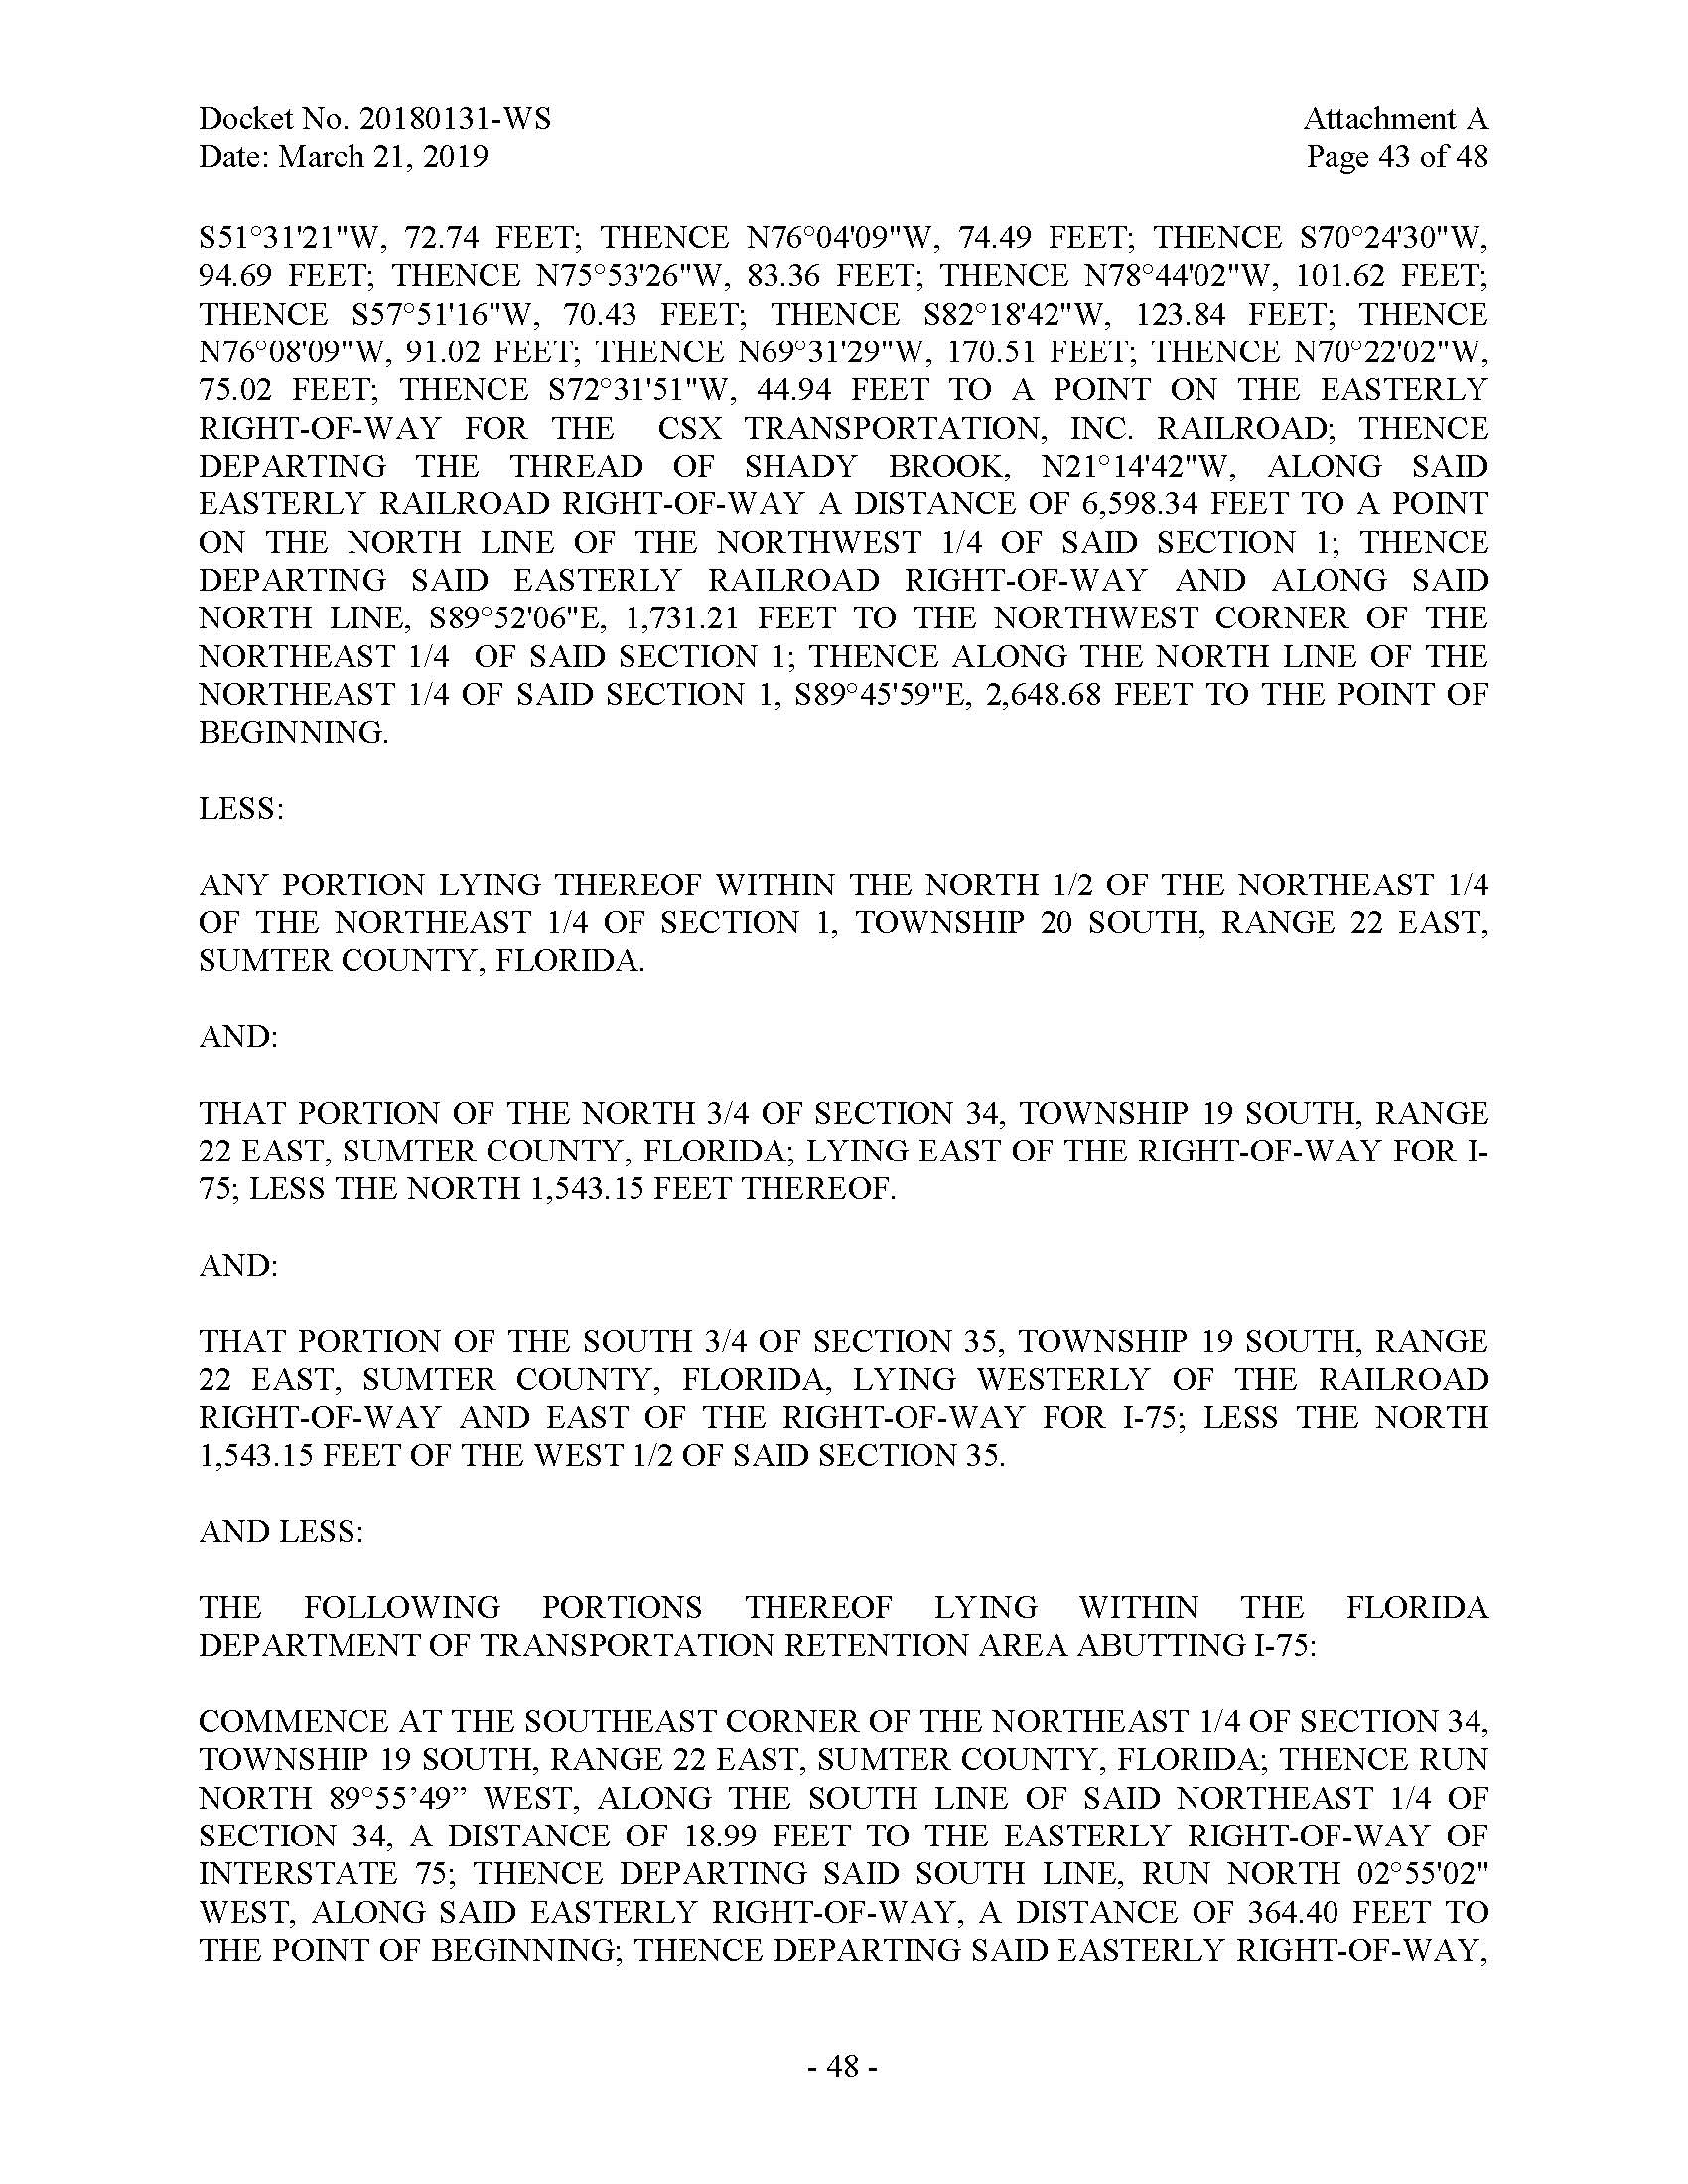 Docket No. 20180131-WS
Attachment A
Date: March 21, 2019
Page 43 of 48
S51°31'21"W, 72.74 FEET; THENCE N76°04'09"W, 74.49 FEET; THENCE S70°24'30"W,
94.69 FEET; THENCE N75°53'26"W, 83.36 FEET; THENCE N78°44'02"W, 101.62 FEET;
THENCE S57°51'16"W, 70.43 FEET; THENCE S82°18'42"W, 123.84 FEET; THENCE
N76°08'09"W, 91.02 FEET; THENCE N69°31'29"W, 170.51 FEET; THENCE N70°22'02"W,
75.02 FEET; THENCE S72°31'51"W, 44.94 FEET TO A POINT ON THE EASTERLY
RIGHT-OF-WAY FOR THE CSX TRANSPORTATION, INC. RAILROAD; THENCE
DEPARTING THE THREAD OF SHADY BROOK, N21°14'42"W, ALONG SAID
EASTERLY RAILROAD RIGHT-OF-WAY A DISTANCE OF 6,598.34 FEET TO A POINT
ON THE NORTH LINE OF THE NORTHWEST 1/4 OF SAID SECTION 1; THENCE
DEPARTING SAID EASTERLY RAILROAD RIGHT-OF-WAY AND ALONG SAID
NORTH LINE, S89°52'06"E, 1,731.21 FEET TO THE NORTHWEST CORNER OF THE
NORTHEAST 1/4 OF SAID SECTION 1; THENCE ALONG THE NORTH LINE OF THE
NORTHEAST 1/4 OF SAID SECTION 1, S89°45'59"E, 2,648.68 FEET TO THE POINT OF
BEGINNING.
LESS:
ANY PORTION LYING THEREOF WITHIN THE NORTH 1/2 OF THE NORTHEAST 1/4
OF THE NORTHEAST 1/4 OF SECTION 1, TOWNSHIP 20 SOUTH, RANGE 22 EAST,
SUMTER COUNTY, FLORIDA.
AND:
THAT PORTION OF THE NORTH 3/4 OF SECTION 34, TOWNSHIP 19 SOUTH, RANGE
22 EAST, SUMTER COUNTY, FLORIDA; LYING EAST OF THE RIGHT-OF-WAY FOR I-
75; LESS THE NORTH 1,543.15 FEET THEREOF.
AND:
THAT PORTION OF THE SOUTH 3/4 OF SECTION 35, TOWNSHIP 19 SOUTH, RANGE
22 EAST, SUMTER COUNTY, FLORIDA, LYING WESTERLY OF THE RAILROAD
RIGHT-OF-WAY AND EAST OF THE RIGHT-OF-WAY FOR I-75; LESS THE NORTH
1,543.15 FEET OF THE WEST 1/2 OF SAID SECTION 35.
AND LESS:
THE FOLLOWING PORTIONS THEREOF LYING WITHIN THE FLORIDA
DEPARTMENT OF TRANSPORTATION RETENTION AREA ABUTTING I-75:
COMMENCE AT THE SOUTHEAST CORNER OF THE NORTHEAST 1/4 OF SECTION 34,
TOWNSHIP 19 SOUTH, RANGE 22 EAST, SUMTER COUNTY, FLORIDA; THENCE RUN
NORTH 89°55’49” WEST, ALONG THE SOUTH LINE OF SAID NORTHEAST 1/4 OF
SECTION 34, A DISTANCE OF 18.99 FEET TO THE EASTERLY RIGHT-OF-WAY OF
INTERSTATE 75; THENCE DEPARTING SAID SOUTH LINE, RUN NORTH 02°55'02"
WEST, ALONG SAID EASTERLY RIGHT-OF-WAY, A DISTANCE OF 364.40 FEET TO
THE POINT OF BEGINNING; THENCE DEPARTING SAID EASTERLY RIGHT-OF-WAY,
- 48 -